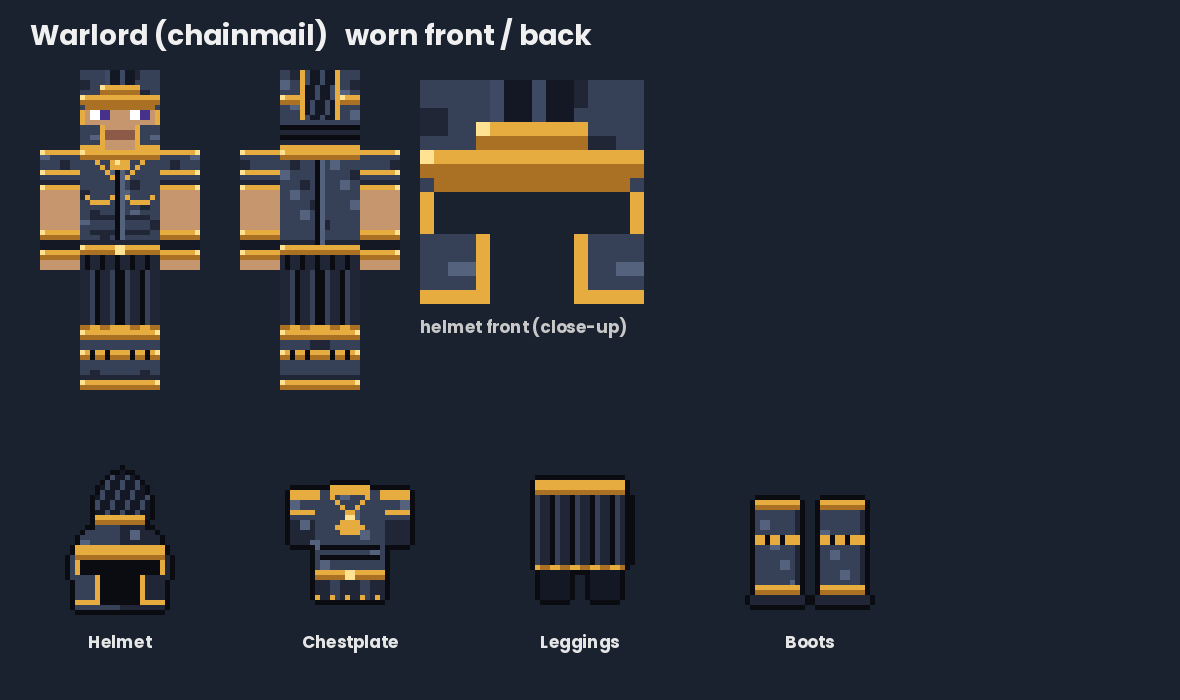 Warlord (chainmail) worn front / back
helmet front (close-up)
Helmet
Chestplate
Leggings
Boots